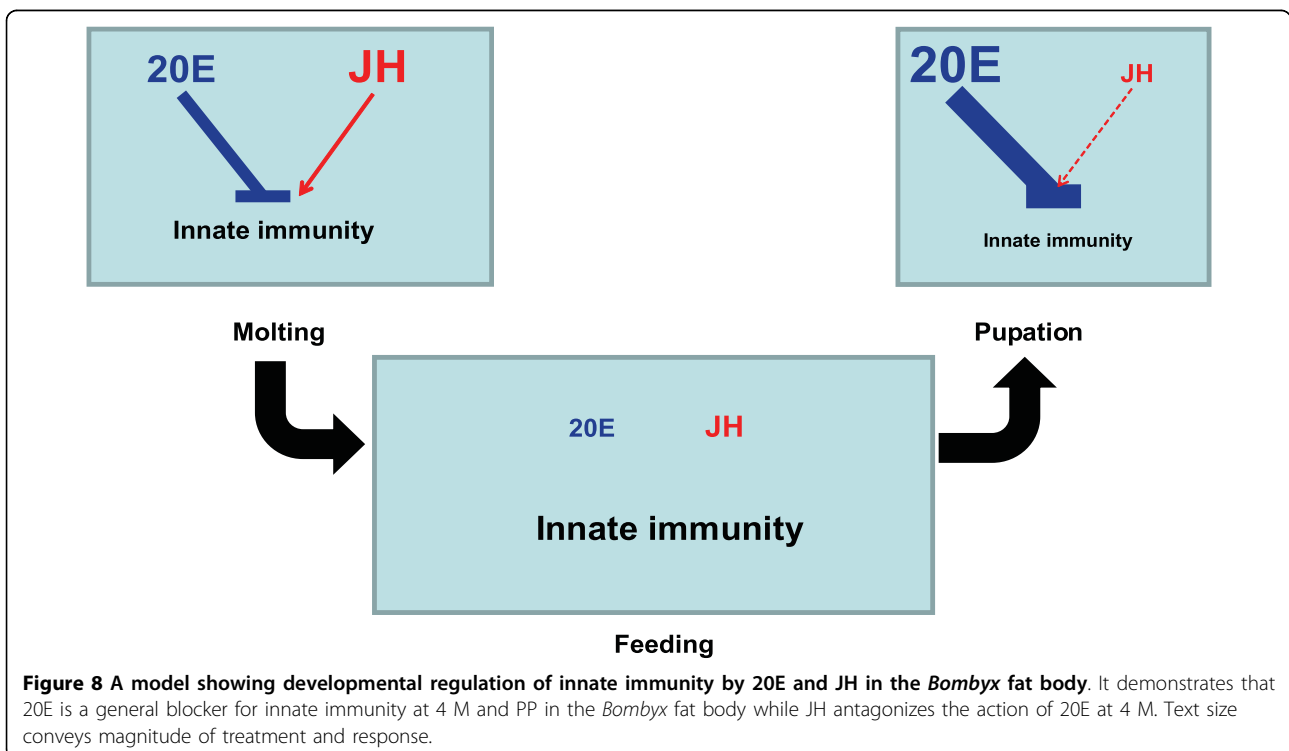 20E JH
Innate immunity
Molting
20E JH
Innate immunity
Feeding
20E JH
Innate immunity
Pupation
Figure 8 A model showing developmental regulation of innate immunity by 20E and JH in the Bombyx fat body. It demonstrates that
20E is a general blocker for innate immunity at 4 M and PP in the Bombyx fat body while JH antagonizes the action of 20E at 4 M. Text size
conveys magnitude of treatment and response.